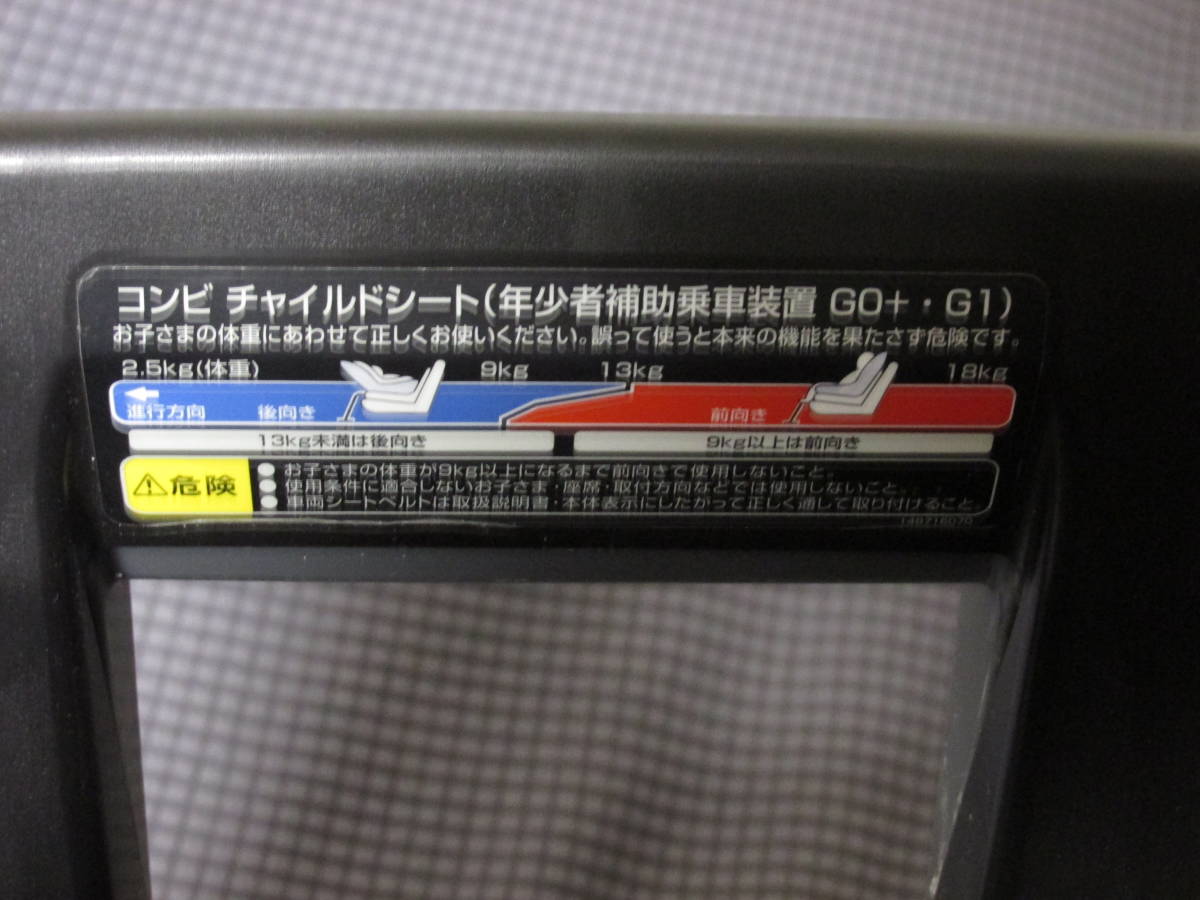 コンビ チャイルドシート(年少者補助乗車装置 G0+・G1)
お子さまの体重にあわせて正しくお使いください。誤って使うと本来の機能を果たさず危険です。
2.5kg(体重) 9kg 13kg 18kg
進行方向 後向き 前向き
13kg未満は後向き 9kg以上は前向き
⚠危険
●お子さまの体重が9kg以上になるまで前向きで使用しないこと。
●使用条件に適合しないお子さま・座席・取付方向などでは使用しないこと。
●車両シートベルトは取扱説明書・本体表示にしたがって正しく通して取り付けること。